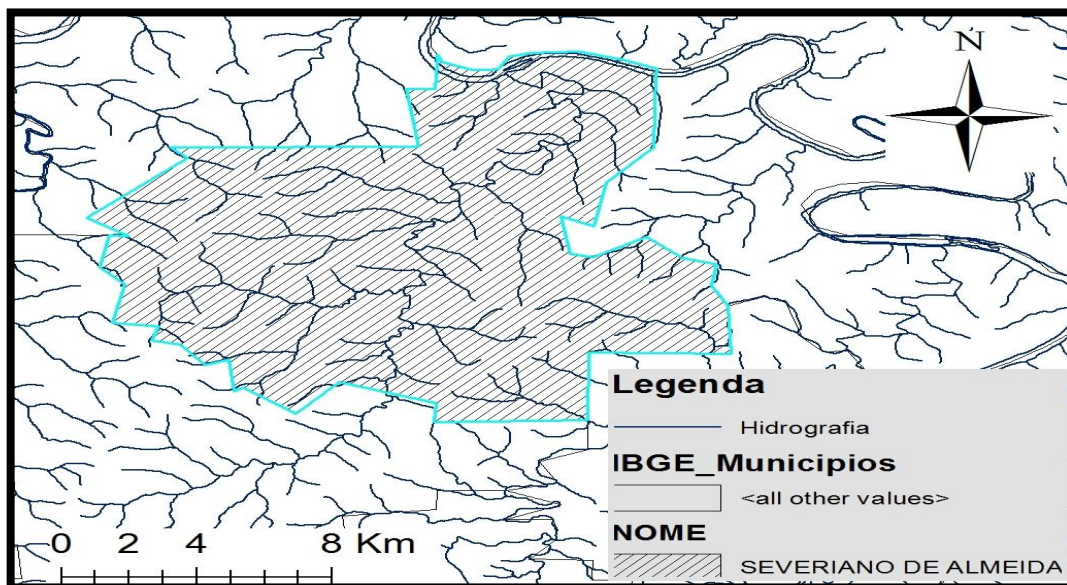 N
Legenda
Hidrografia
IBGE_Municipios
<all other values>
NOME
SEVERIANO DE ALMEIDA
0 2 4 8 Km